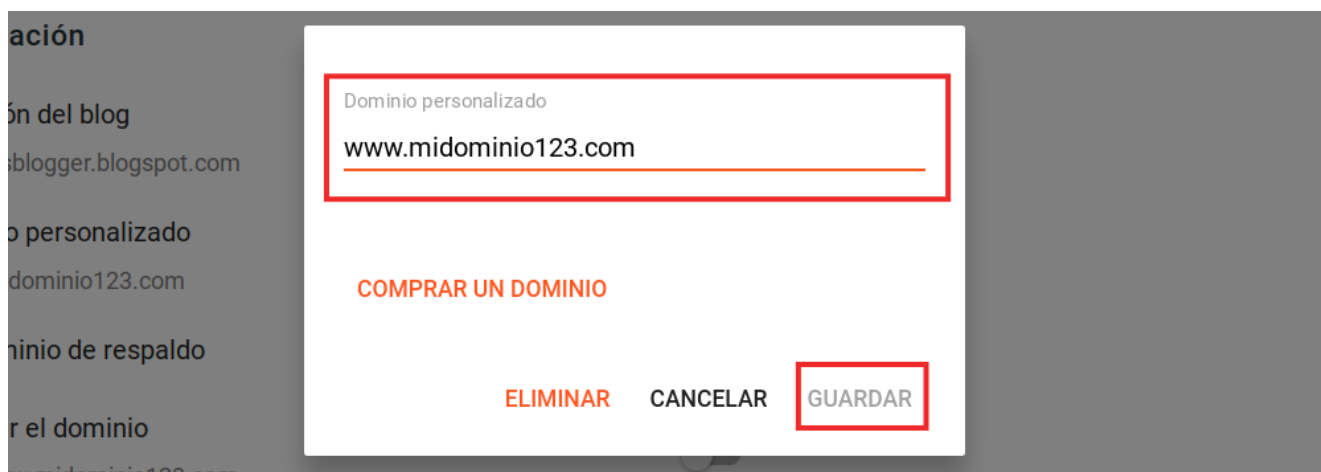 ación
ón del blog
sblogger.blogspot.com
o personalizado
dominio123.com
ninio de respaldo
r el dominio
Dominio personalizado
www.midominio123.com
COMPRAR UN DOMINIO
ELIMINAR CANCELAR GUARDAR